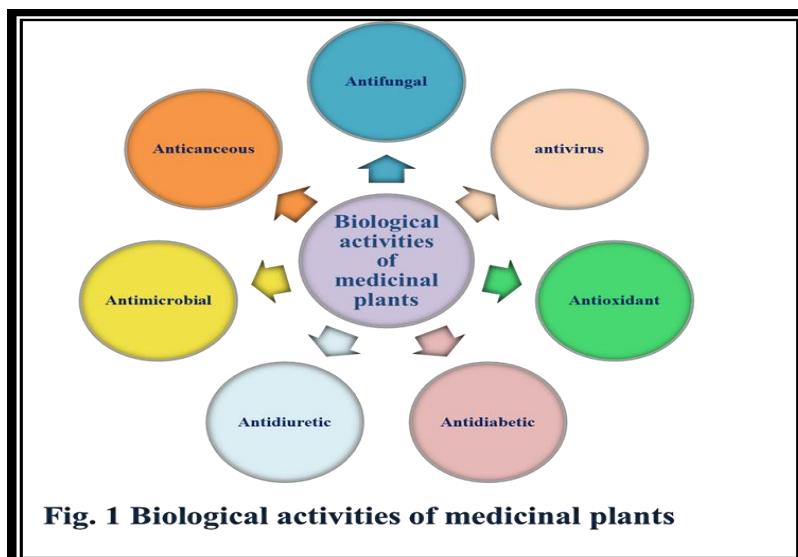 Antifungal
Anticanceous
antivirus
Biological
activities
of
medicinal
plants
Antimicrobial
Antioxidant
Antidiuretic
Antidiabetic
Fig. 1 Biological activities of medicinal plants